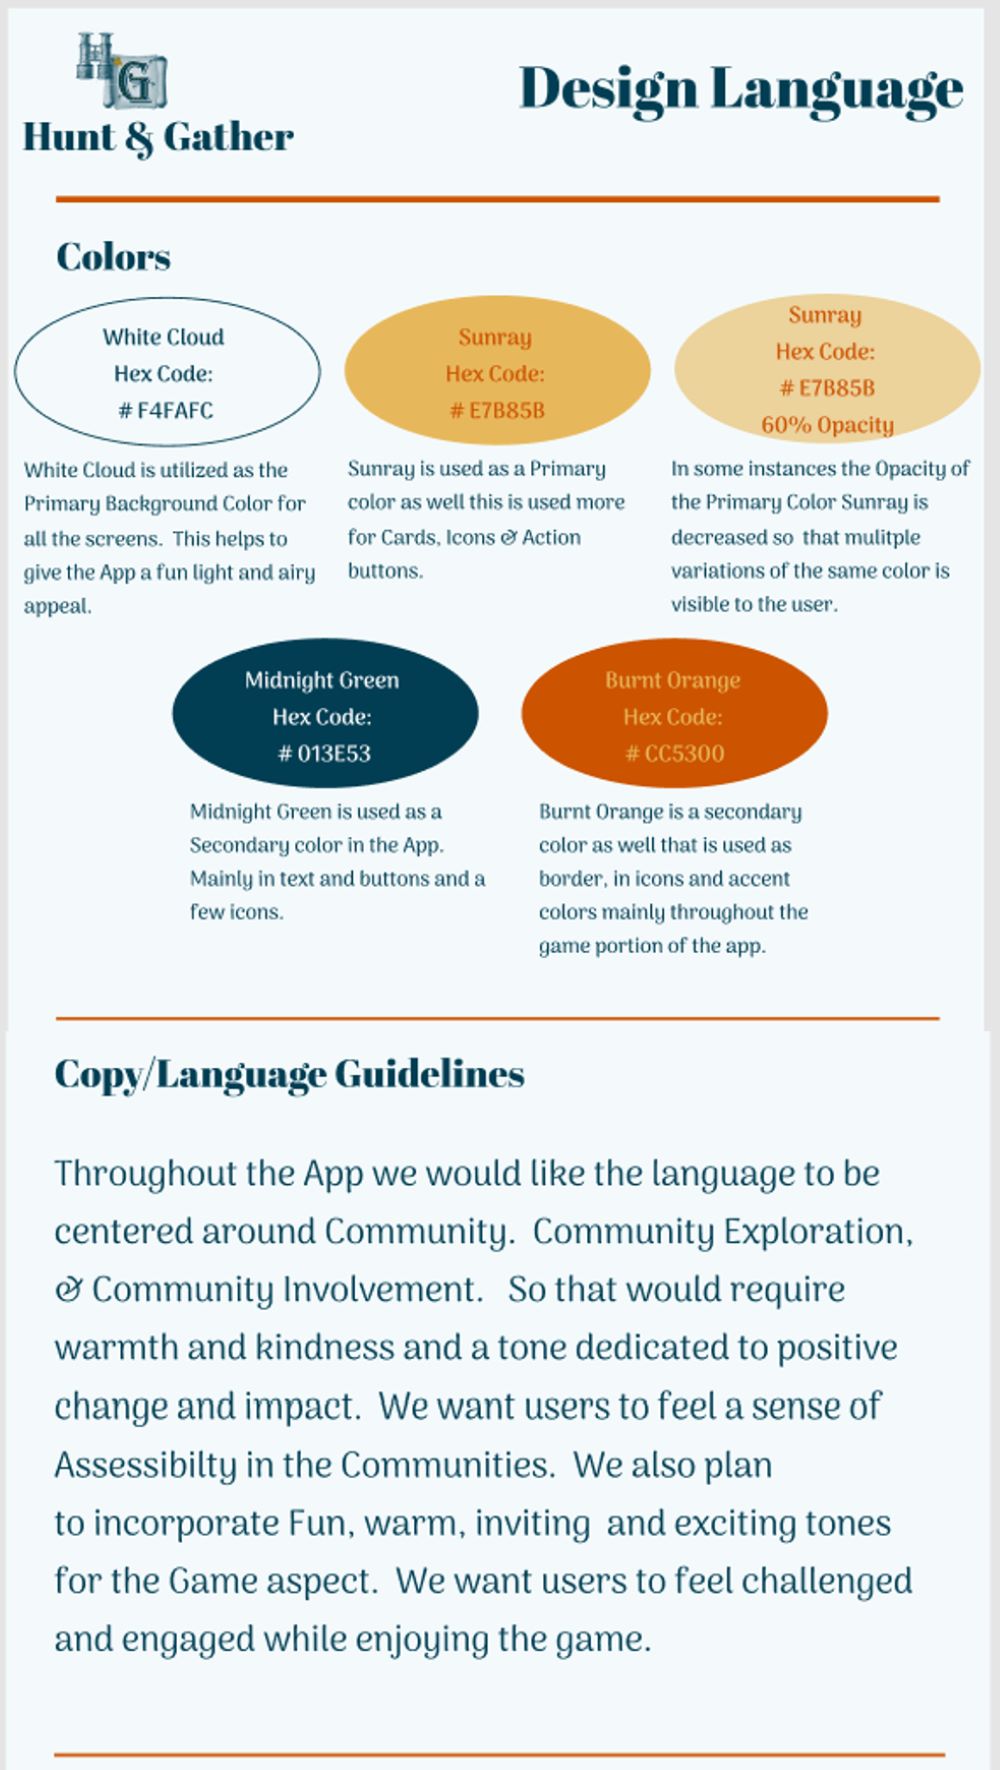 HG
Hunt & Gather
Design Language
Colors
White Cloud
Hex Code:
# F4FAFC
White Cloud is utilized as the
Primary Background Color for
all the screens.  This helps to
give the App a fun light and airy
appeal.
Sunray
Hex Code:
# E7B85B
Sunray is used as a Primary
color as well this is used more
for Cards, Icons & Action
buttons.
Sunray
Hex Code:
# E7B85B
60% Opacity
In some instances the Opacity of
the Primary Color Sunray is
decreased so  that mulitple
variations of the same color is
visible to the user.
Midnight Green
Hex Code:
# 013E53
Midnight Green is used as a
Secondary color in the App.
Mainly in text and buttons and a
few icons.
Burnt Orange
Hex Code:
# CC5300
Burnt Orange is a secondary
color as well that is used as
border, in icons and accent
colors mainly throughout the
game portion of the app.
Copy/Language Guidelines
Throughout the App we would like the language to be
centered around Community.  Community Exploration,
& Community Involvement.   So that would require
warmth and kindness and a tone dedicated to positive
change and impact.  We want users to feel a sense of
Assessibilty in the Communities.  We also plan
to incorporate Fun, warm, inviting  and exciting tones
for the Game aspect.  We want users to feel challenged
and engaged while enjoying the game.